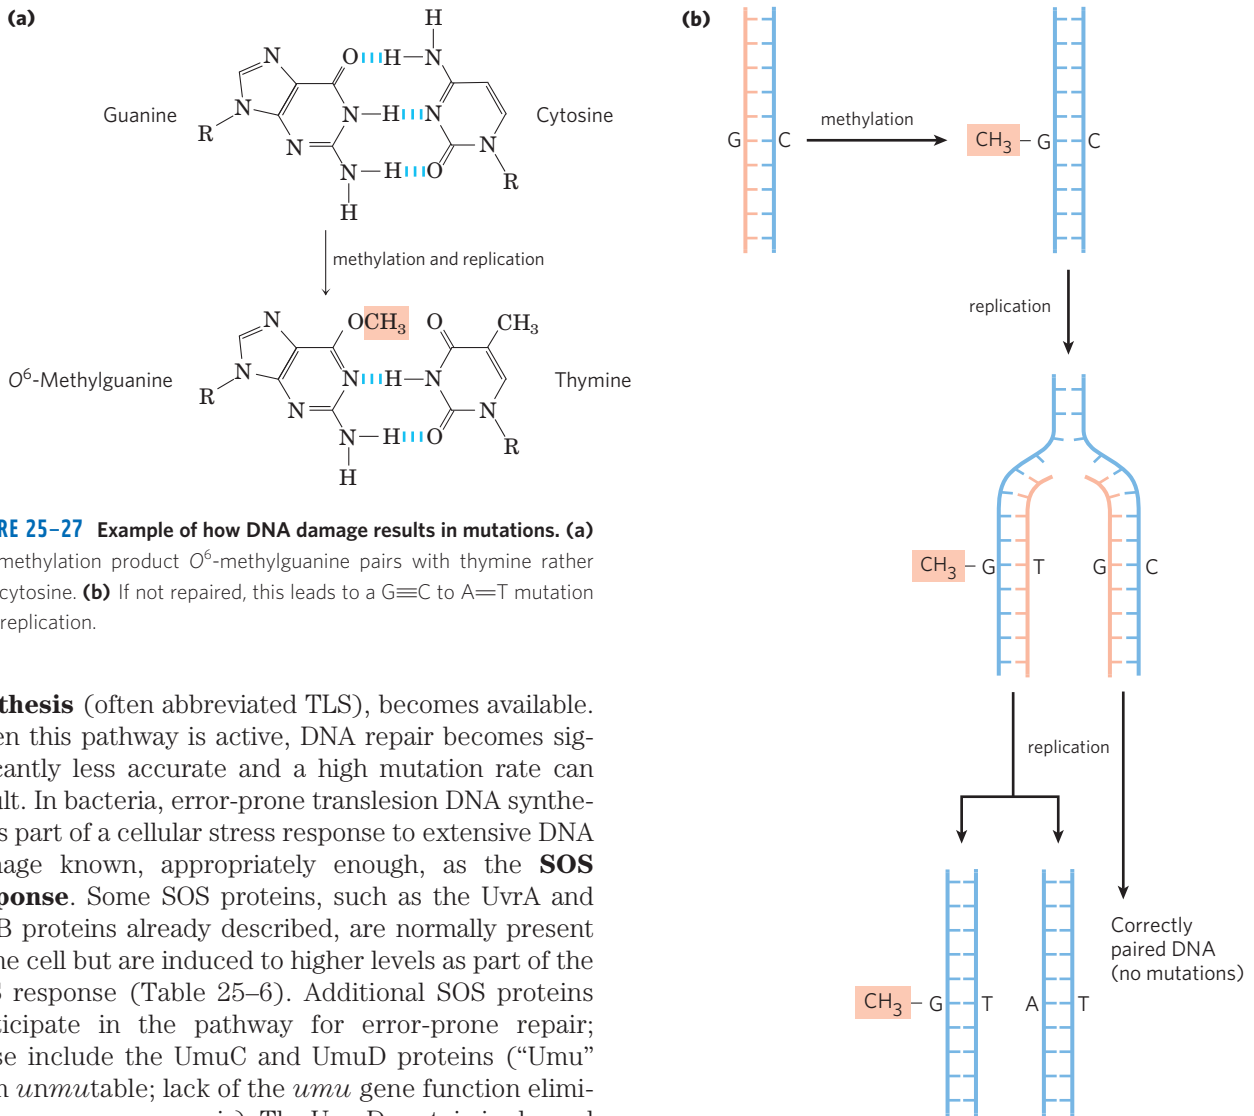 (a)
H
N
O
H
N
Guanine
N
N
H
N
Cytosine
R
N
N
N
H
O
R
H
methylation and replication
N
OCH₃
O
CH₃
O⁶-Methylguanine
N
N
H
N
Thymine
R
N
N
N
H
O
R
H
RE 25–27 Example of how DNA damage results in mutations. (a)
methylation product O⁶-methylguanine pairs with thymine rather
cytosine. (b) If not repaired, this leads to a G≡C to A=T mutation
replication.
thesis (often abbreviated TLS), becomes available.
en this pathway is active, DNA repair becomes sig-
cantly less accurate and a high mutation rate can
ult. In bacteria, error-prone translesion DNA synthe-
s part of a cellular stress response to extensive DNA
mage known, appropriately enough, as the SOS
ponse. Some SOS proteins, such as the UvrA and
B proteins already described, are normally present
he cell but are induced to higher levels as part of the
S response (Table 25–6). Additional SOS proteins
ticipate in the pathway for error-prone repair;
se include the UmuC and UmuD proteins (“Umu”
m unmutable; lack of the umu gene function elimi-
(b)
G
C
methylation
CH₃
G
C
replication
CH₃
G
T
G
C
replication
Correctly
paired DNA
(no mutations)
CH₃
G
T
A
T